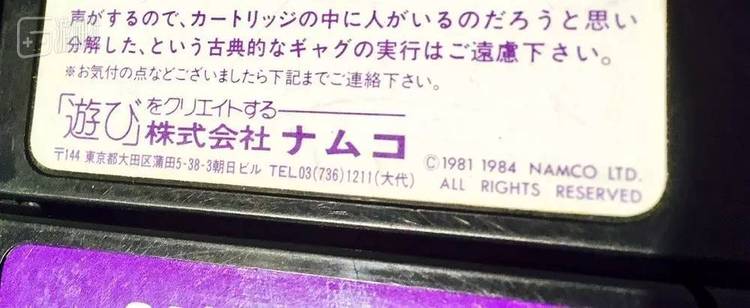 声がするので、カートリッジの中に人がいるのだろうと思い
分解した、という古典的なギャグの実行はご遠慮下さい。
※お気付の点などございましたら下記までご連絡下さい。
「遊び」をクリエイトする
株式会社 ナムコ
〒144 東京都大田区蒲田5-38-3朝日ビル TEL.03(736)1211(大代)
©1981 1984 NAMCO LTD.
ALL RIGHTS RESERVED